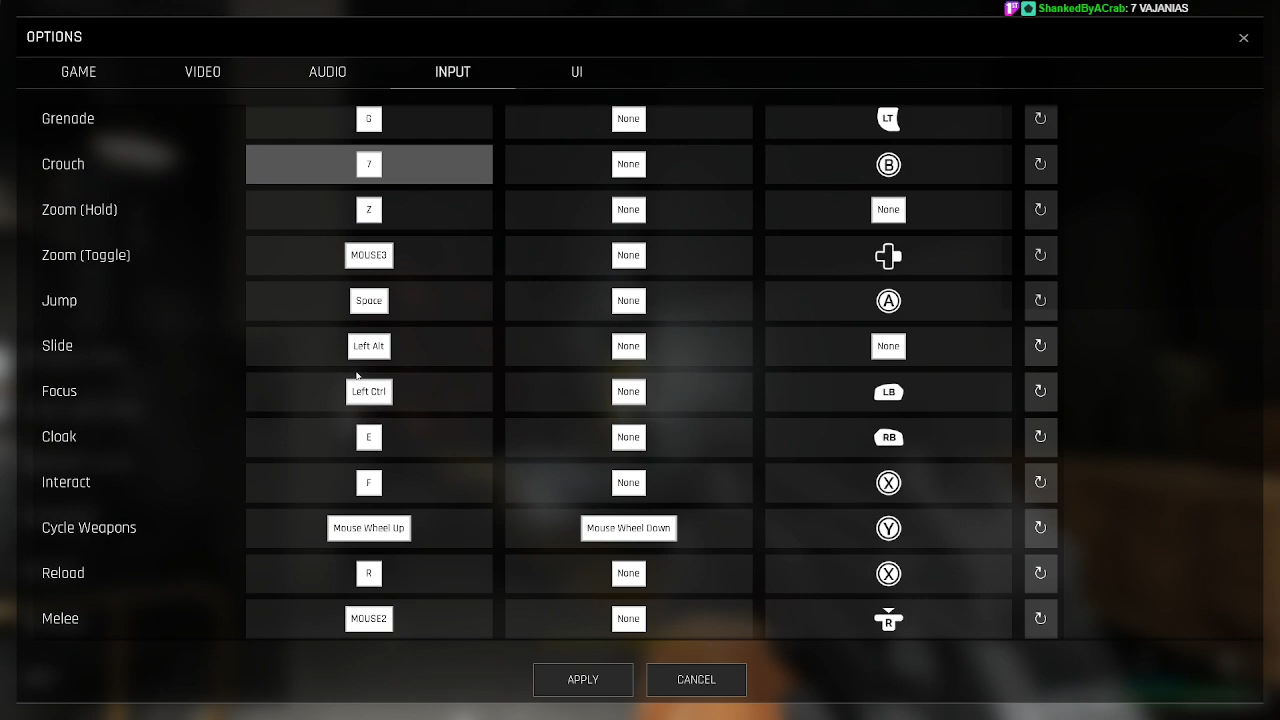 1ST ShankedByACrab: 7 VAJANIAS
OPTIONS
GAME VIDEO AUDIO INPUT UI
Grenade G None LT
Crouch 7 None B
Zoom (Hold) Z None None
Zoom (Toggle) MOUSE3 None
Jump Space None A
Slide Left Alt None None
Focus Left Ctrl None LB
Cloak E None RB
Interact F None X
Cycle Weapons Mouse Wheel Up Mouse Wheel Down Y
Reload R None X
Melee MOUSE2 None R
APPLY CANCEL